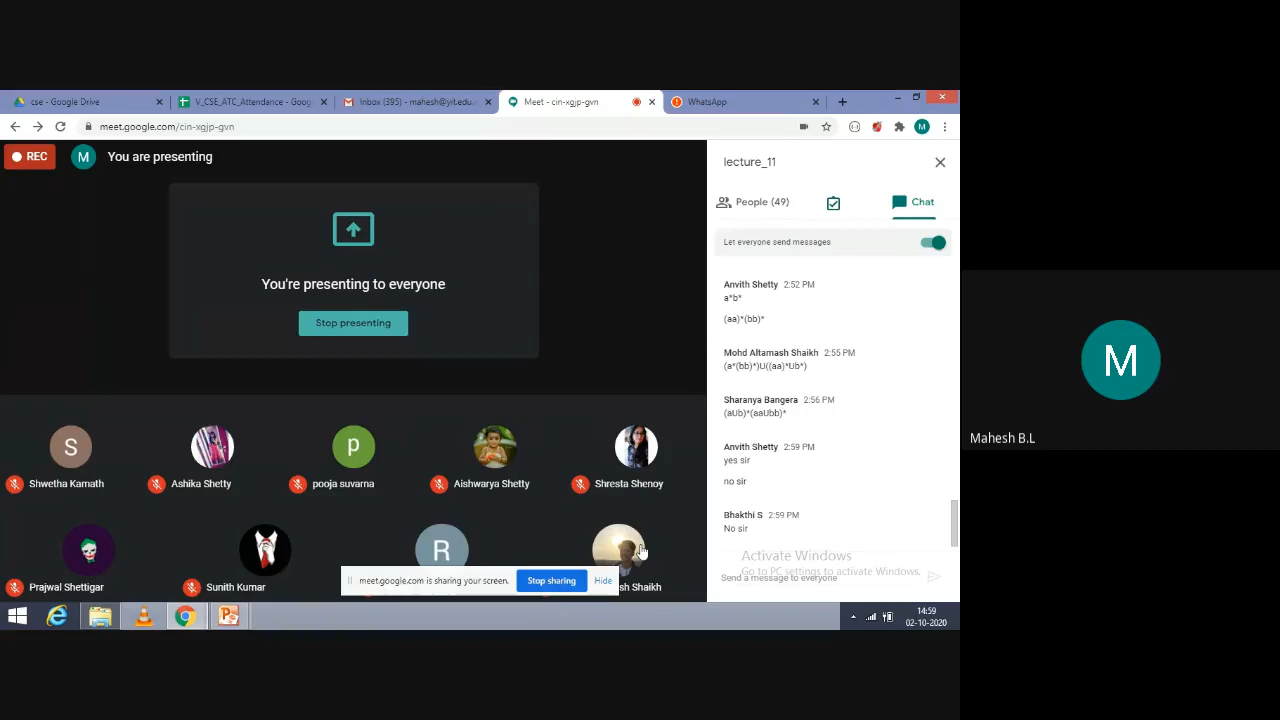 cse - Google Drive
V_CSE_ATC_Attendance - Goog
Inbox (395) - mahesh@yit.edu.
Meet - cin-xgjp-gvn
WhatsApp
meet.google.com/cin-xgjp-gvn
M
REC
M
You are presenting
lecture_11
People (49)
Chat
Let everyone send messages
You're presenting to everyone
Stop presenting
Anvith Shetty 2:52 PM
a*b*
(aa)*(bb)*
Mohd Altamash Shaikh 2:55 PM
(a*(bb)*)U((aa)*Ub*)
Sharanya Bangera 2:56 PM
(aUb)*(aaUbb)*
Anvith Shetty 2:59 PM
yes sir
no sir
Bhakthi S 2:59 PM
No sir
Activate Windows
Go to PC settings to activate Windows.
Send a message to everyone
S
p
Shwetha Kamath
Ashika Shetty
pooja suvarna
Aishwarya Shetty
Shresta Shenoy
R
Prajwal Shettigar
Sunith Kumar
sh Shaikh
meet.google.com is sharing your screen.
Stop sharing
Hide
14:59
02-10-2020
M
Mahesh B.L